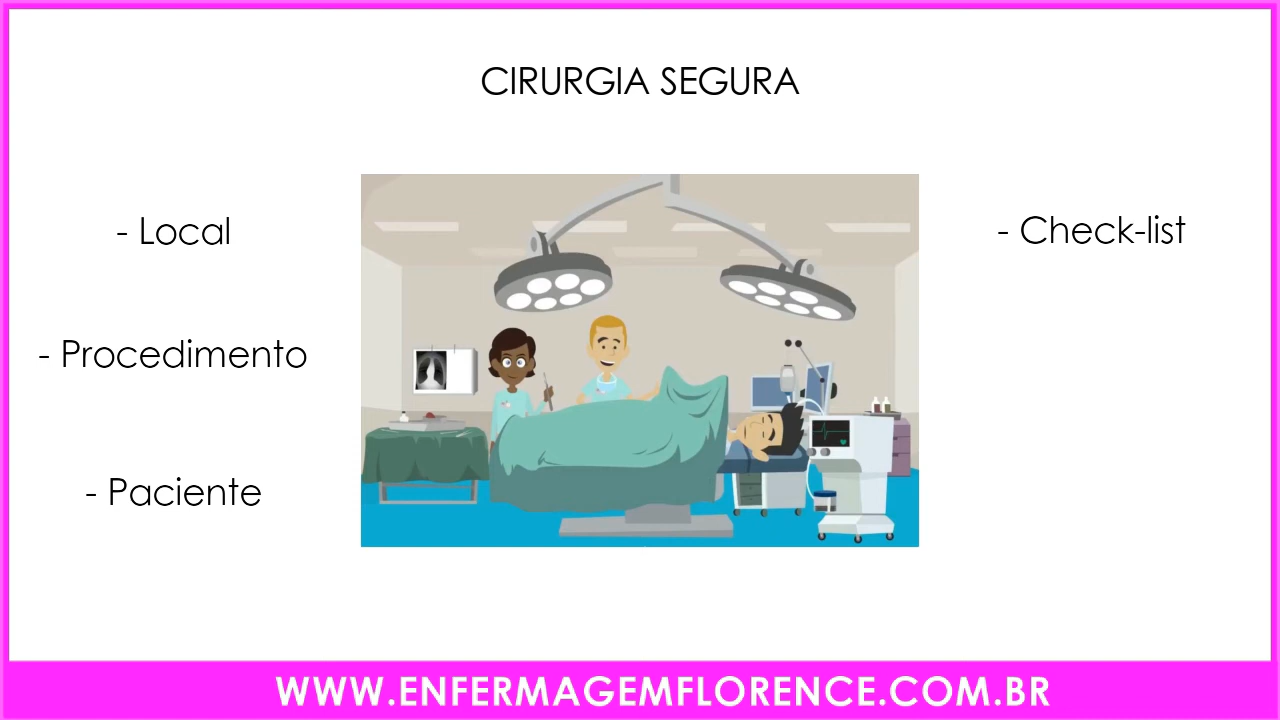 CIRURGIA SEGURA
- Local
- Procedimento
- Paciente
- Check-list
WWW.ENFERMAGEMFLORENCE.COM.BR